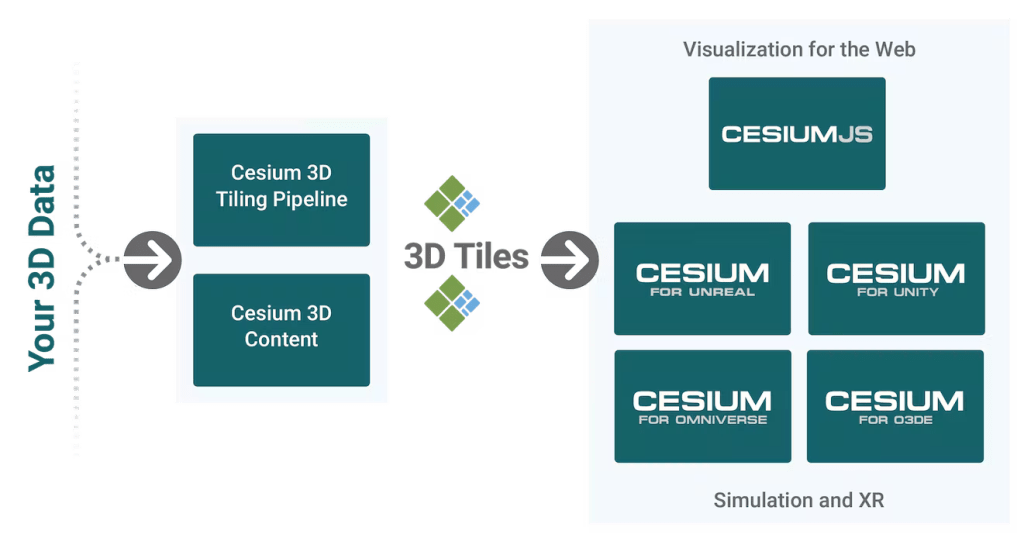 Your 3D Data
Cesium 3D
Tiling Pipeline
Cesium 3D
Content
3D Tiles
Visualization for the Web
CESIUMJS
CESIUM
FOR UNREAL
CESIUM
FOR UNITY
CESIUM
FOR OMNIVERSE
CESIUM
FOR O3DE
Simulation and XR